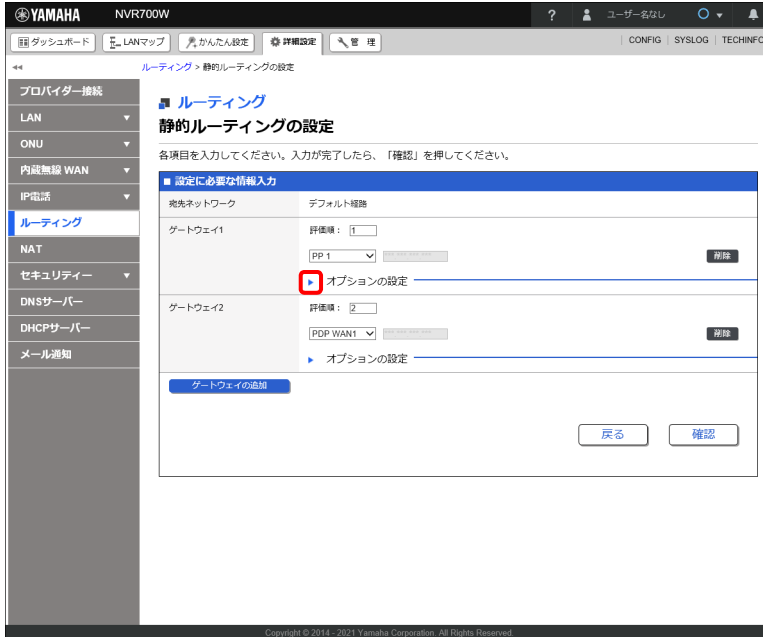 YAMAHA NVR700W ? ユーザー名なし
ダッシュボード LANマップ かんたん設定 詳細設定 管 理 CONFIG SYSLOG TECHINFO
ルーティング > 静的ルーティングの設定
プロバイダー接続
LAN
ONU
内蔵無線 WAN
IP電話
ルーティング
NAT
セキュリティー
DNSサーバー
DHCPサーバー
メール通知
ルーティング
静的ルーティングの設定
各項目を入力してください。入力が完了したら、「確認」を押してください。
■ 設定に必要な情報入力
宛先ネットワーク デフォルト経路
ゲートウェイ1 評価順: 1
PP 1 削除
オプションの設定
ゲートウェイ2 評価順: 2
PDP WAN1 削除
オプションの設定
ゲートウェイの追加
戻る 確認
Copyright © 2014 - 2021 Yamaha Corporation. All Rights Reserved.